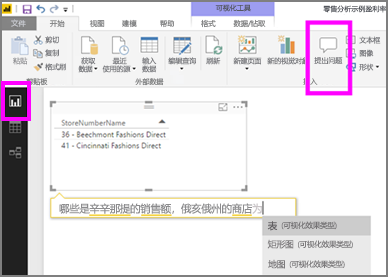 可视化工具
零售分析示例盈利率
文件 开始 视图 建模 帮助 格式 数据/钻取
粘贴
剪切
复制
格式刷
获取数据
最近使用的源
输入数据
编辑查询
刷新
新建页面
新的视觉对象
提出问题
文本框
图像
形状
剪贴板 外部数据 插入
StoreNumberName
36 - Beechmont Fashions Direct
41 - Cincinnati Fashions Direct
哪些是辛辛那提的销售额，俄亥俄州的商店为
表 (可视化效果类型)
矩形图 (可视化效果类型)
地图 (可视化效果类型)